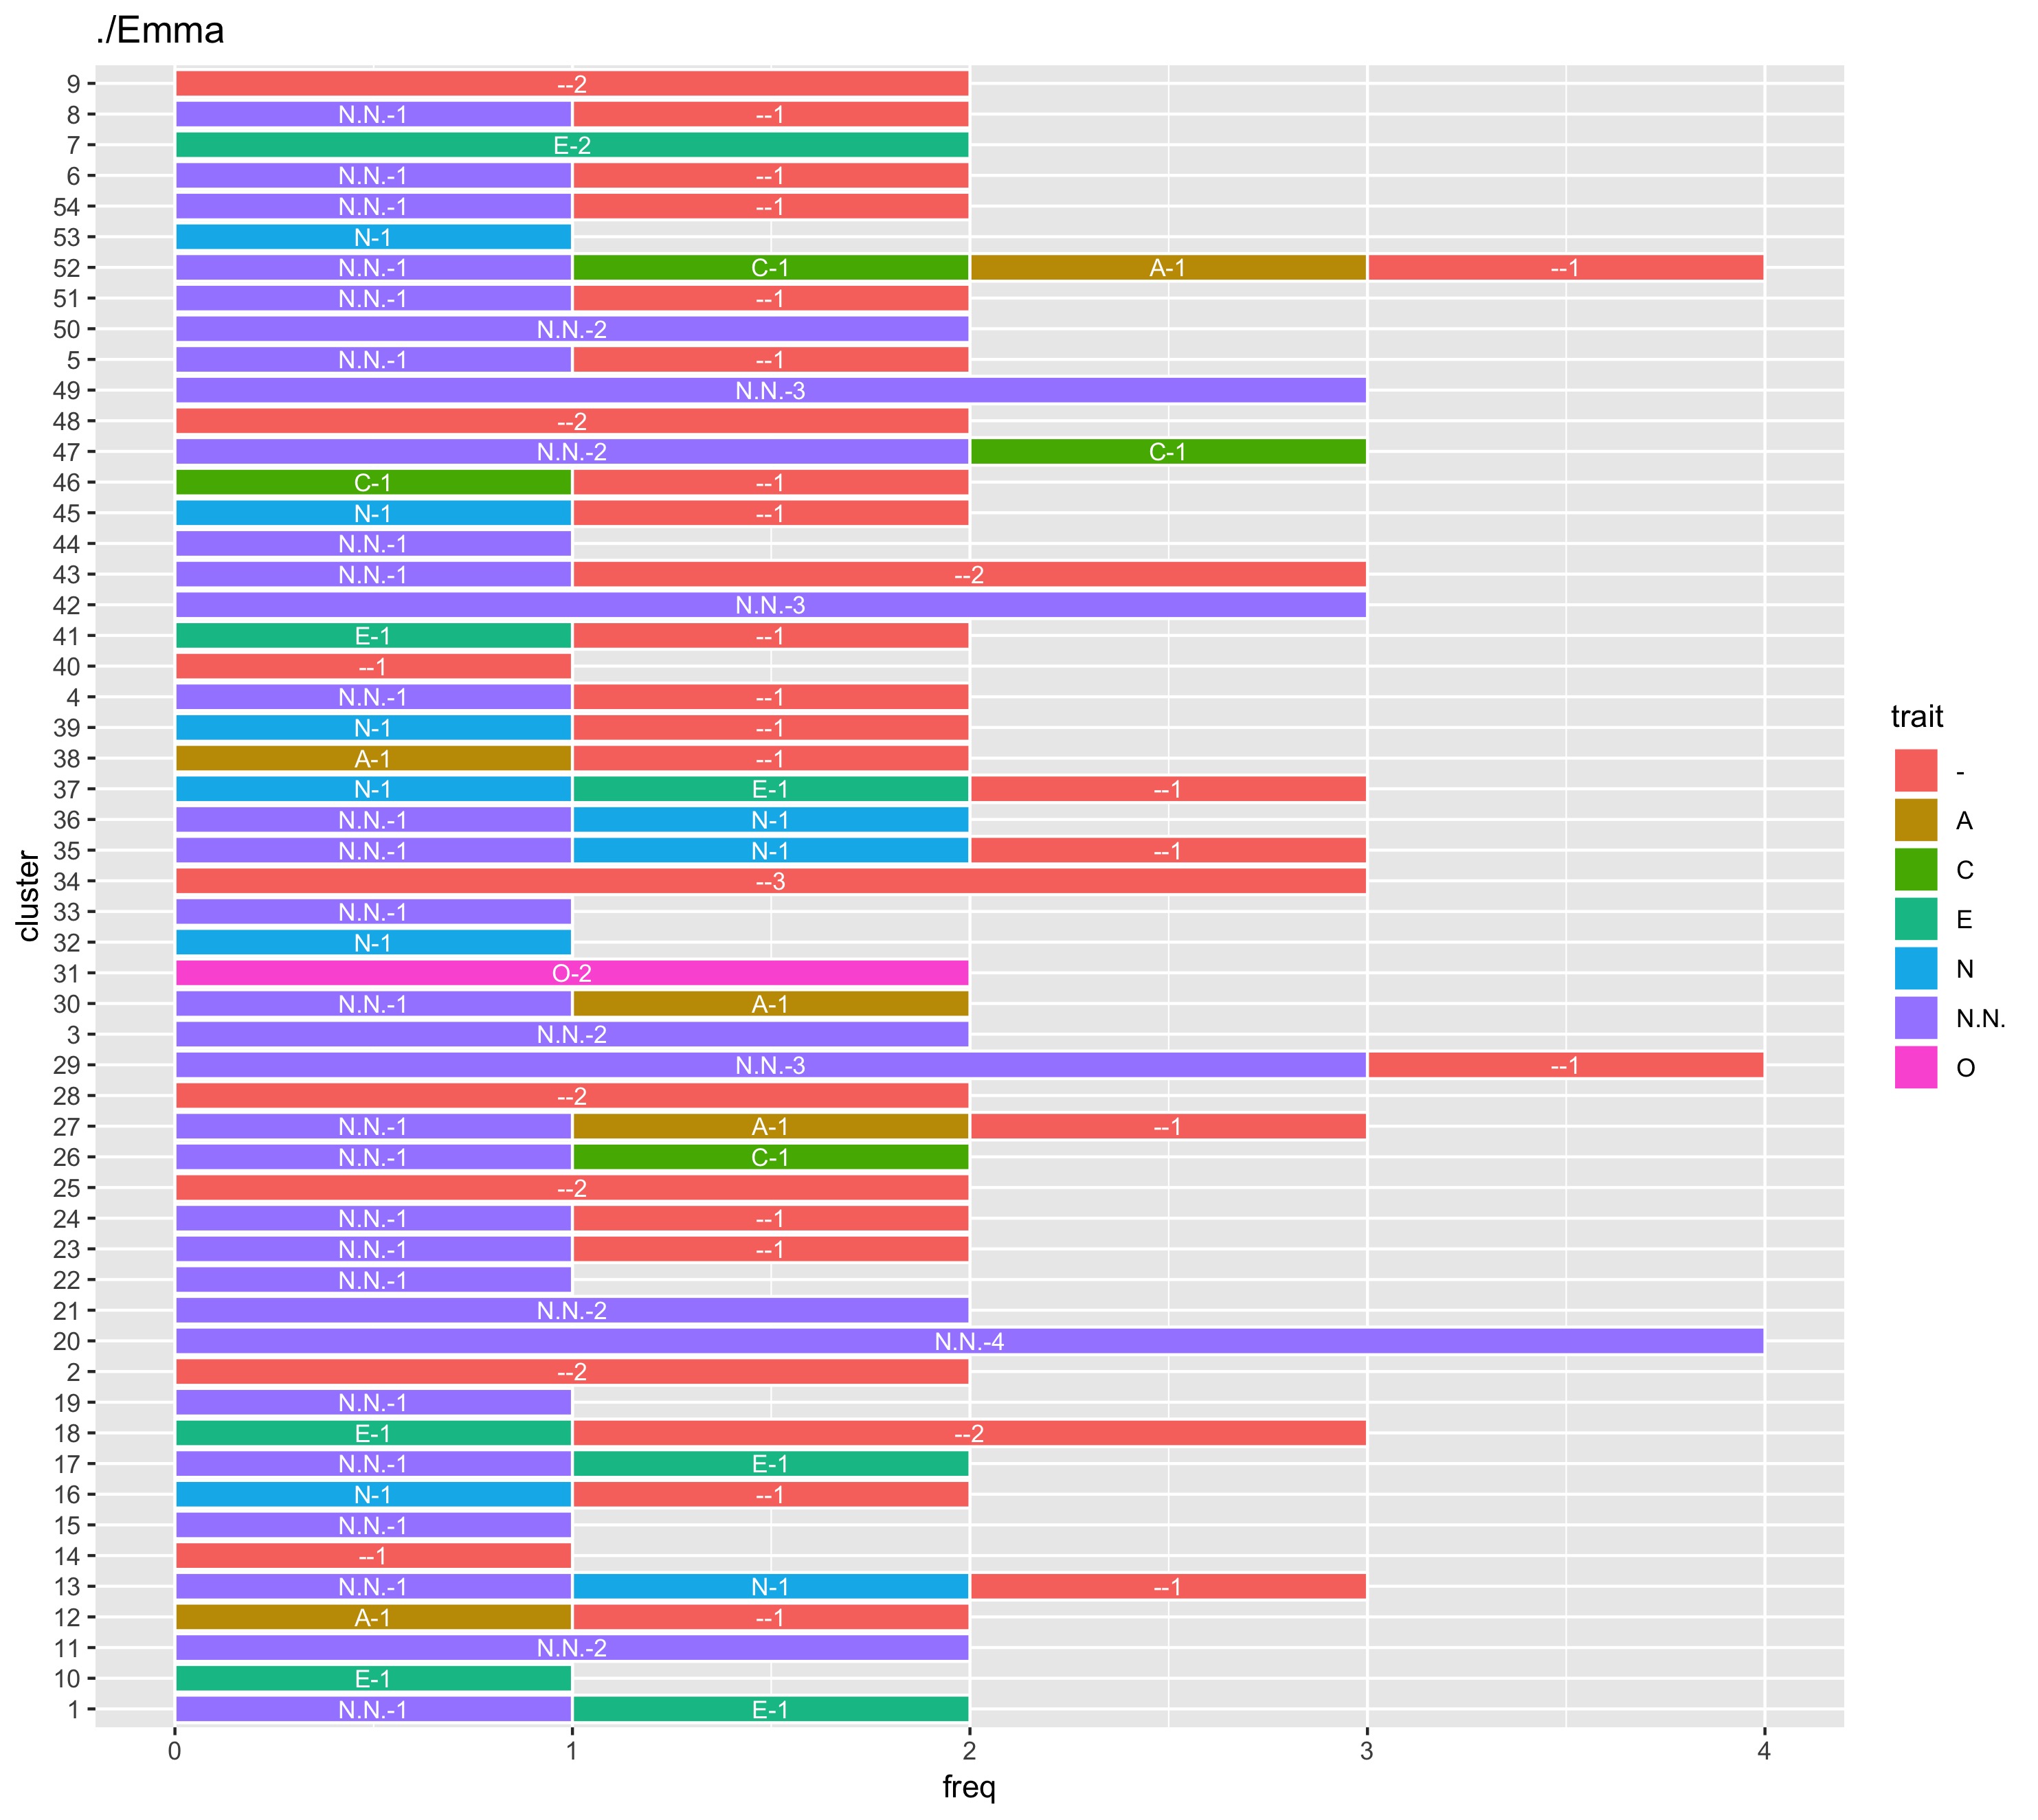 ./Emma
9 --2
8 N.N.-1 --1
7 E-2
6 N.N.-1 --1
54 N.N.-1 --1
53 N-1
52 N.N.-1 C-1 A-1 --1
51 N.N.-1 --1
50 N.N.-2
5 N.N.-1 --1
49 N.N.-3
48 --2
47 N.N.-2 C-1
46 C-1 --1
45 N-1 --1
44 N.N.-1
43 N.N.-1 --2
42 N.N.-3
41 E-1 --1
40 --1
4 N.N.-1 --1
39 N-1 --1
38 A-1 --1
37 N-1 E-1 --1
36 N.N.-1 N-1
35 N.N.-1 N-1 --1
34 --3
33 N.N.-1
32 N-1
31 O-2
30 N.N.-1 A-1
3 N.N.-2
29 N.N.-3 --1
28 --2
27 N.N.-1 A-1 --1
26 N.N.-1 C-1
25 --2
24 N.N.-1 --1
23 N.N.-1 --1
22 N.N.-1
21 N.N.-2
20 N.N.-4
2 --2
19 N.N.-1
18 E-1 --2
17 N.N.-1 E-1
16 N-1 --1
15 N.N.-1
14 --1
13 N.N.-1 N-1 --1
12 A-1 --1
11 N.N.-2
10 E-1
1 N.N.-1 E-1
0 1 2 3 4
freq
cluster
trait
-
A
C
E
N
N.N.
O